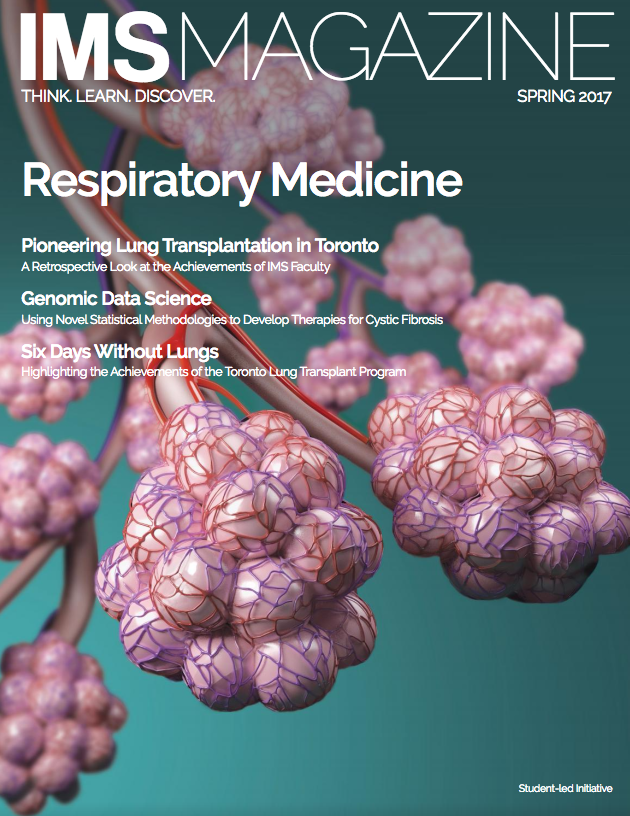 IMS MAGAZINE
THINK. LEARN. DISCOVER.
SPRING 2017
Respiratory Medicine
Pioneering Lung Transplantation in Toronto
A Retrospective Look at the Achievements of IMS Faculty
Genomic Data Science
Using Novel Statistical Methodologies to Develop Therapies for Cystic Fibrosis
Six Days Without Lungs
Highlighting the Achievements of the Toronto Lung Transplant Program
Student-led Initiative